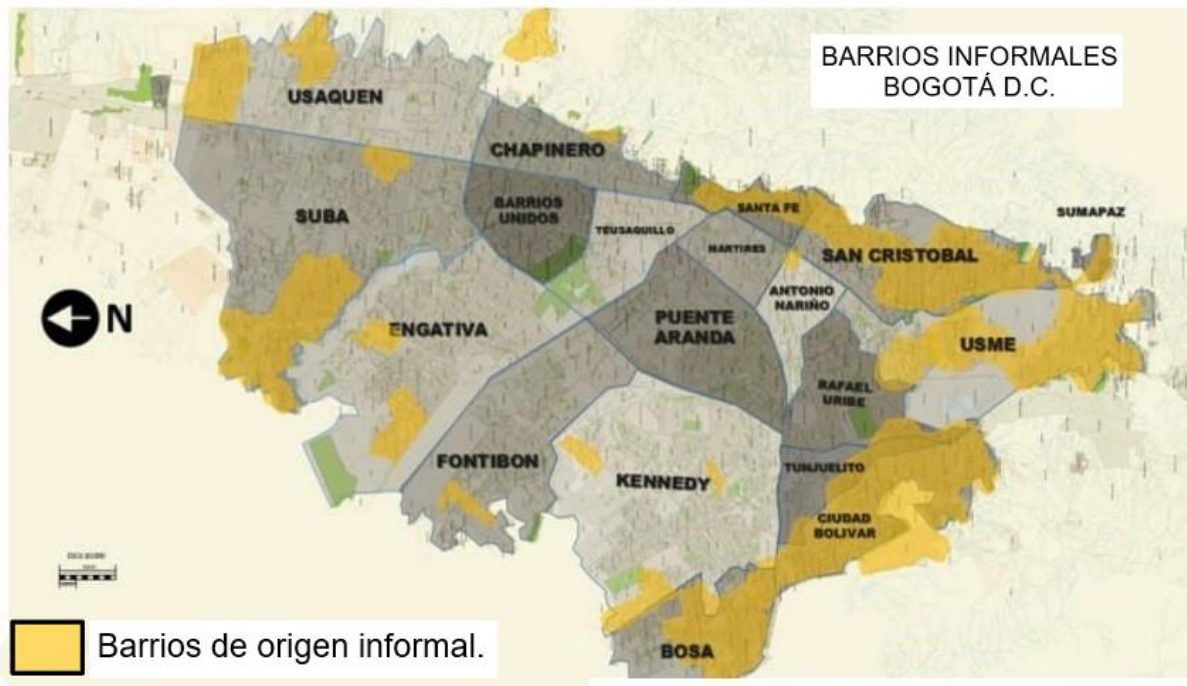 BARRIOS INFORMALES
BOGOTÁ D.C.
USAQUEN
CHAPINERO
SUBA
BARRIOS
UNIDOS
TEUSAQUILLO
SANTA FE
MARTIRES
SUMAPAZ
SAN CRISTOBAL
ANTONIO
NARIÑO
N
ENGATIVA
PUENTE
ARANDA
USME
RAFAEL
URIBE
FONTIBON
KENNEDY
TUNJUELITO
CIUDAD
BOLIVAR
BOSA
Barrios de origen informal.